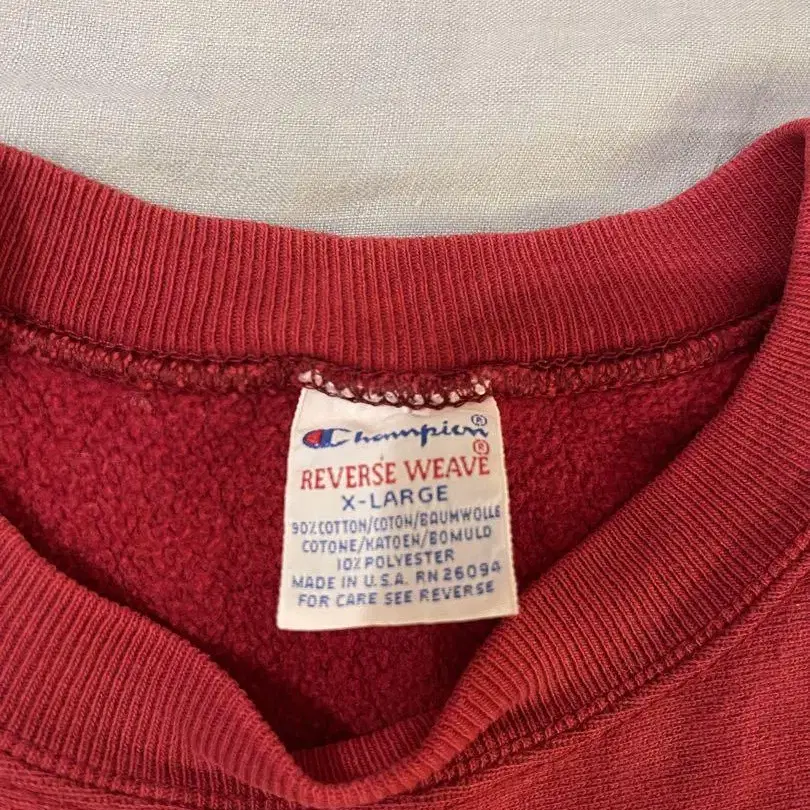 Champion®
REVERSE WEAVE®
X-LARGE
90% COTTON/COTON/BAUMWOLLE
COTONE/KATOEN/BOMULD
10% POLYESTER
MADE IN U.S.A. RN 26094
FOR CARE SEE REVERSE